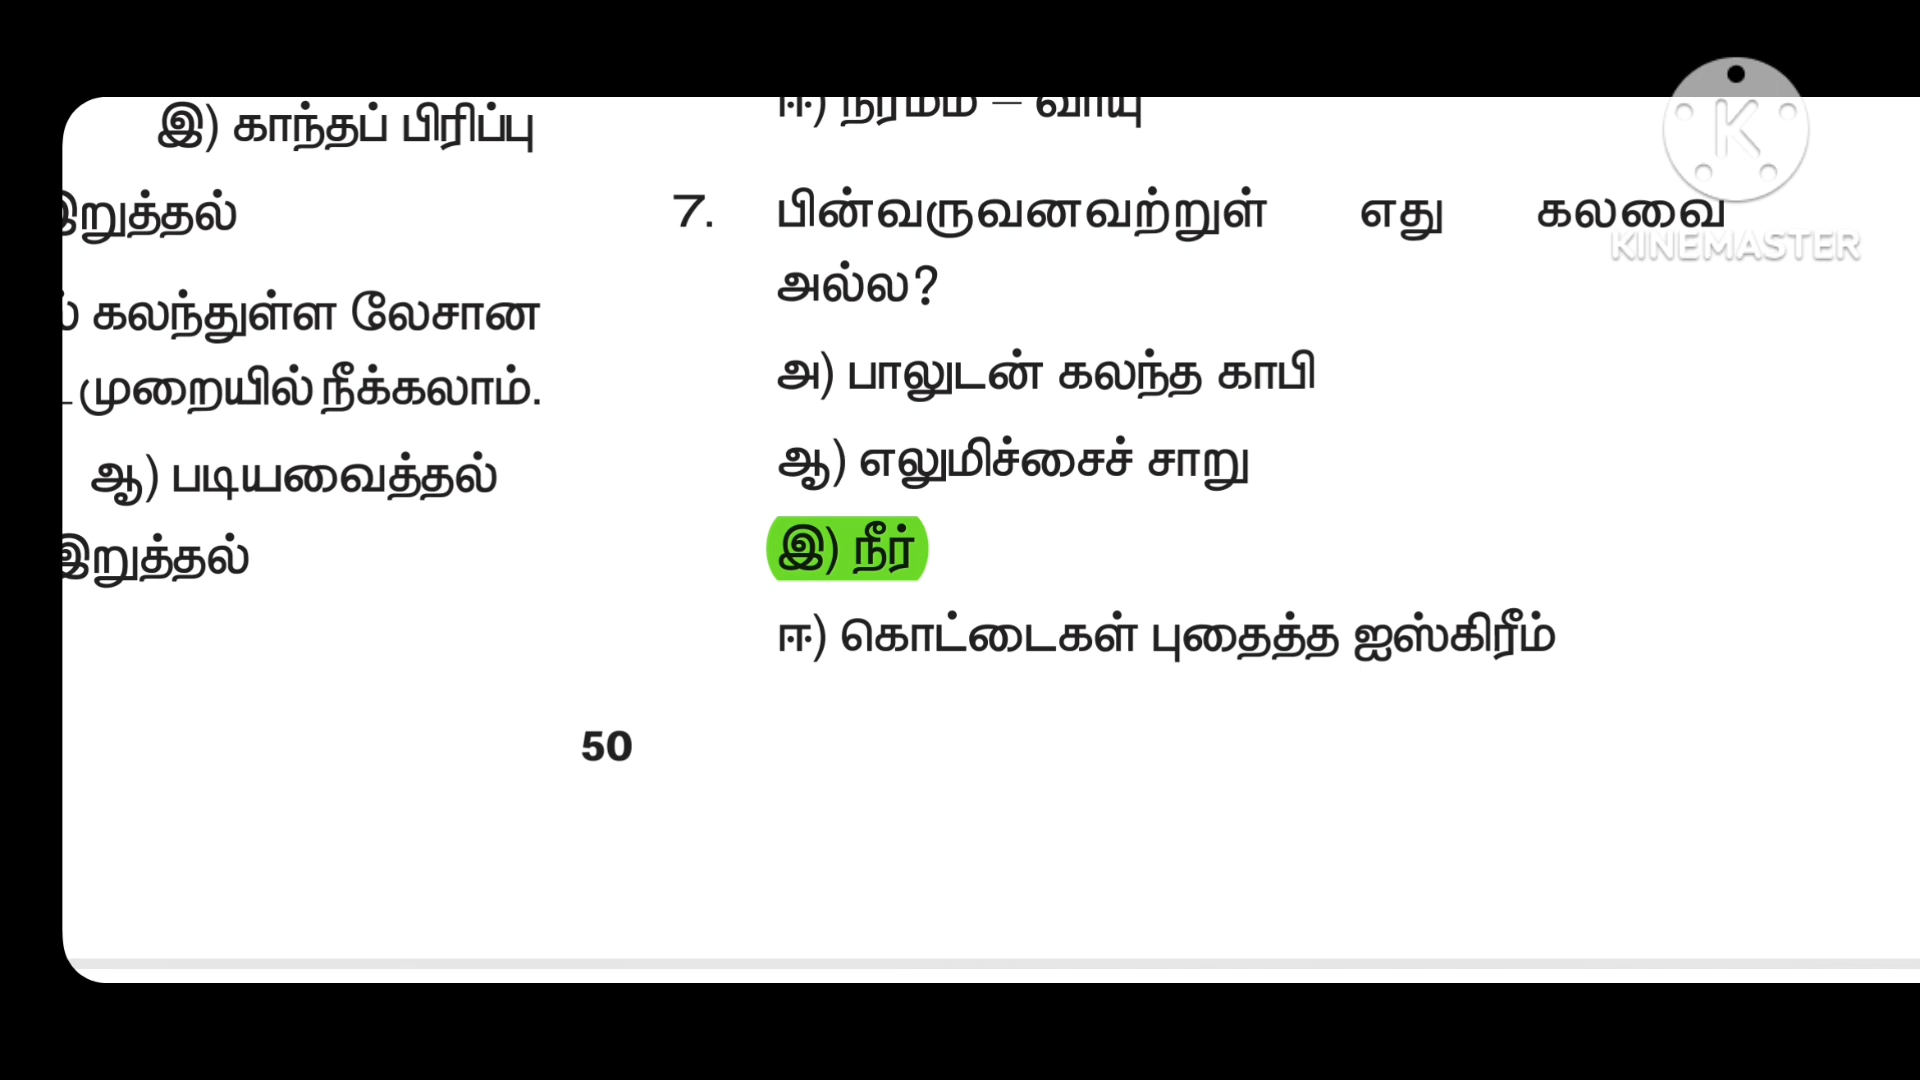 இ) காந்தப் பிரிப்பு
இறுத்தல்
கலந்துள்ள லேசான
முறையில் நீக்கலாம்.
ஆ) படியவைத்தல்
இறுத்தல்
ஈ) நீர்மம் – வாயு
7. பின்வருவனவற்றுள் எது கலவை
அல்ல?
அ) பாலுடன் கலந்த காபி
ஆ) எலுமிச்சைச் சாறு
இ) நீர்
ஈ) கொட்டைகள் புதைத்த ஐஸ்கிரீம்
50
K
KINEMASTER